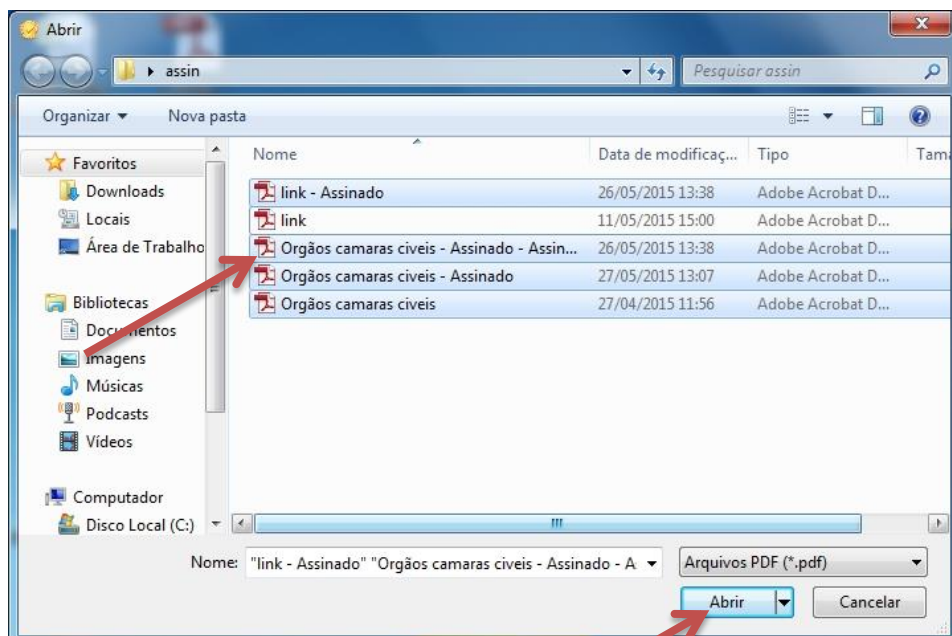 Abrir
assin
Pesquisar assin
Organizar Nova pasta
Nome Data de modificaç... Tipo Tama
Favoritos
Downloads
Locais
Área de Trabalho
Bibliotecas
Documentos
Imagens
Músicas
Podcasts
Vídeos
Computador
Disco Local (C:)
link - Assinado 26/05/2015 13:38 Adobe Acrobat D...
link 11/05/2015 15:00 Adobe Acrobat D...
Orgãos camaras civeis - Assinado - Assin... 26/05/2015 13:38 Adobe Acrobat D...
Orgãos camaras civeis - Assinado 27/05/2015 13:07 Adobe Acrobat D...
Orgãos camaras civeis 27/04/2015 11:56 Adobe Acrobat D...
Nome: "link - Assinado" "Orgãos camaras civeis - Assinado - A Arquivos PDF (*.pdf)
Abrir Cancelar